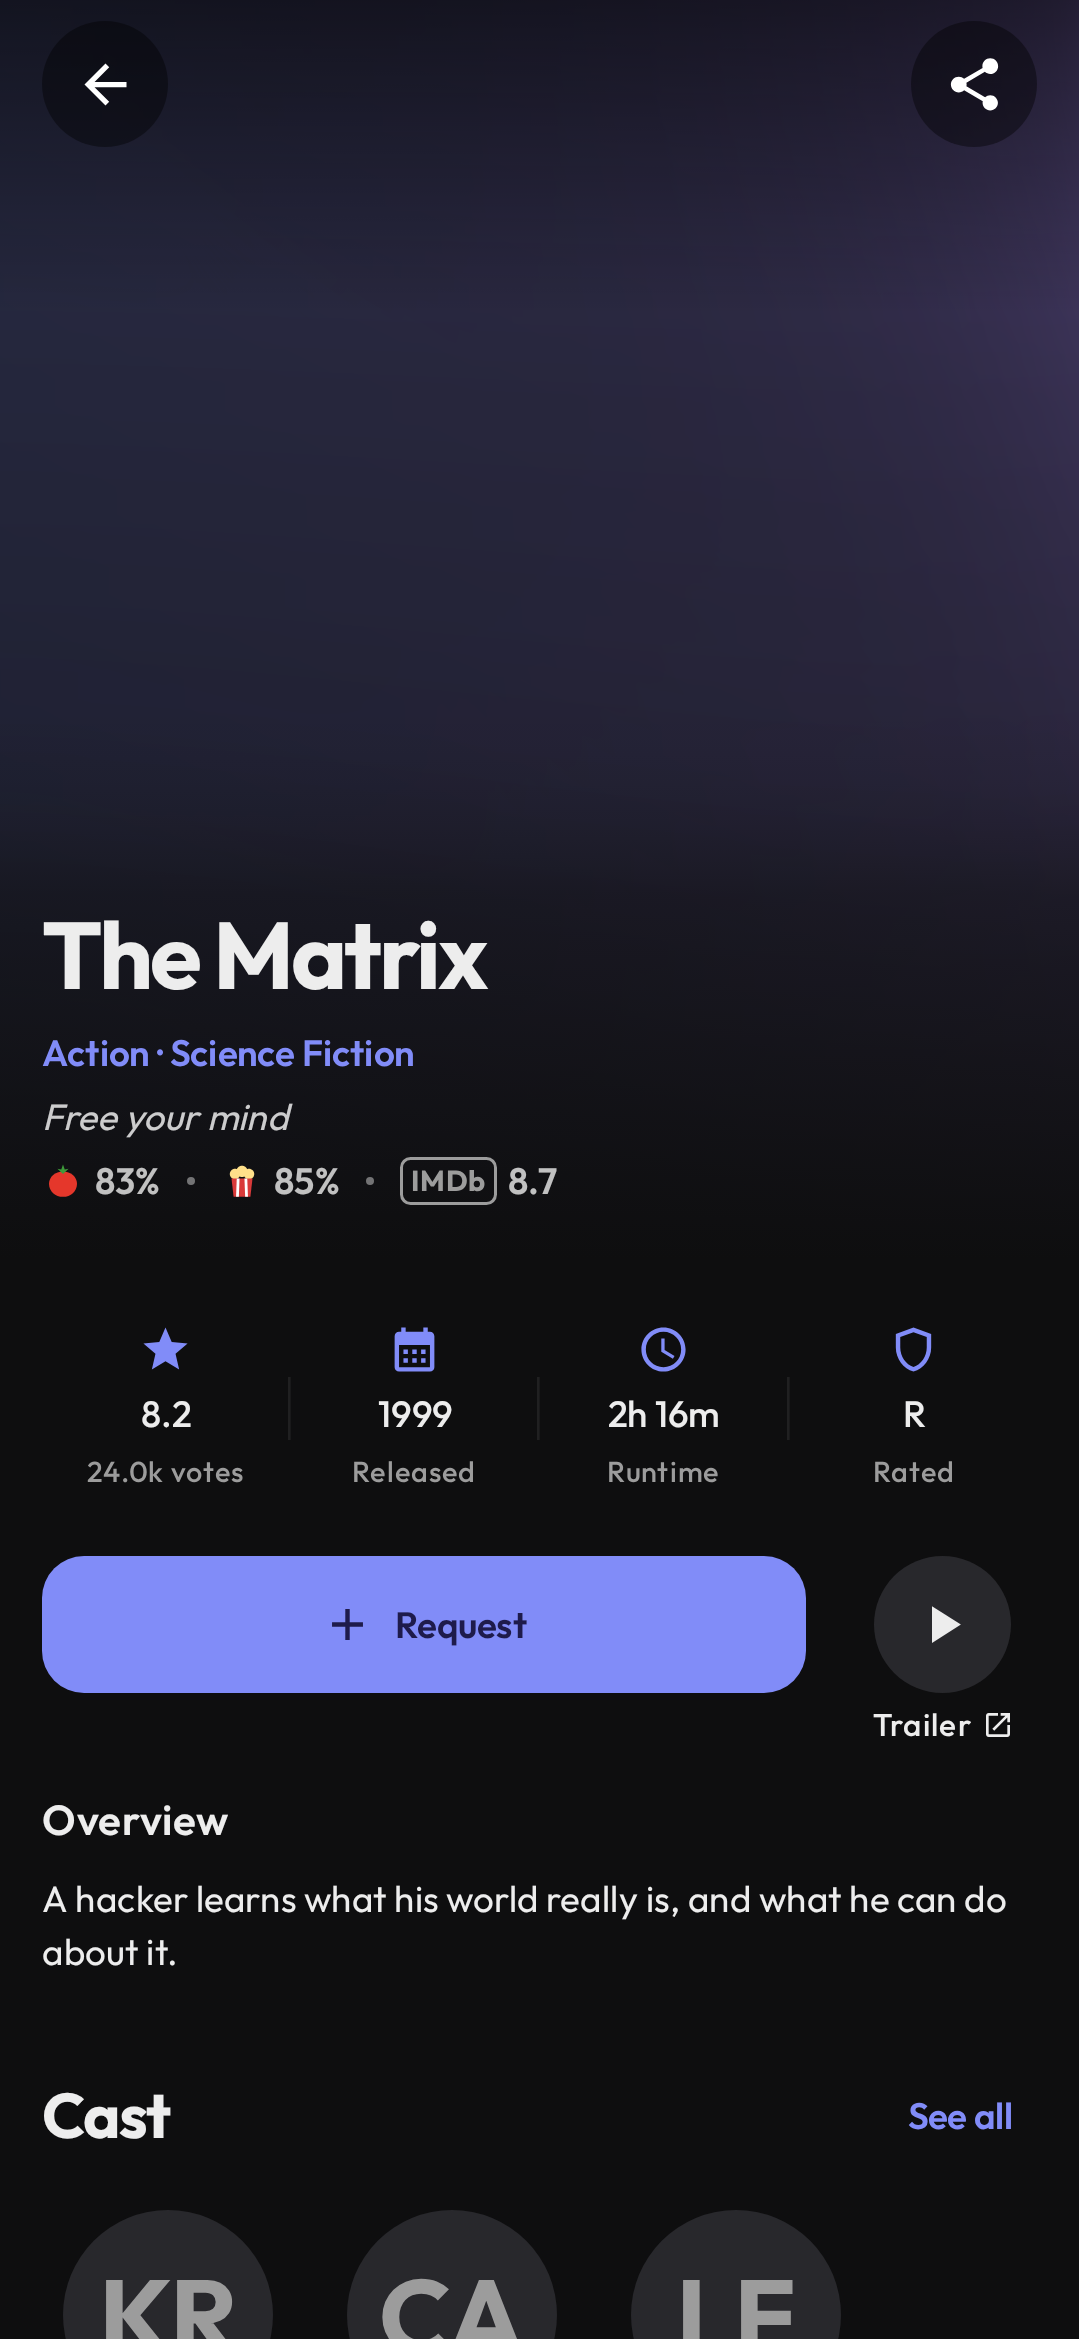 The Matrix
Action · Science Fiction
Free your mind
83% • 85% • IMDb 8.7
8.2 1999 2h 16m R
24.0k votes Released Runtime Rated
Request
Trailer
Overview
A hacker learns what his world really is, and what he can do
about it.
Cast See all
KR CA LF